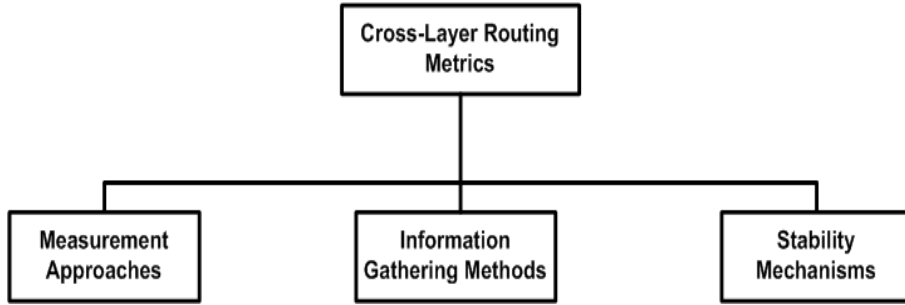 Cross-Layer Routing
Metrics
Measurement
Approaches
Information
Gathering Methods
Stability
Mechanisms